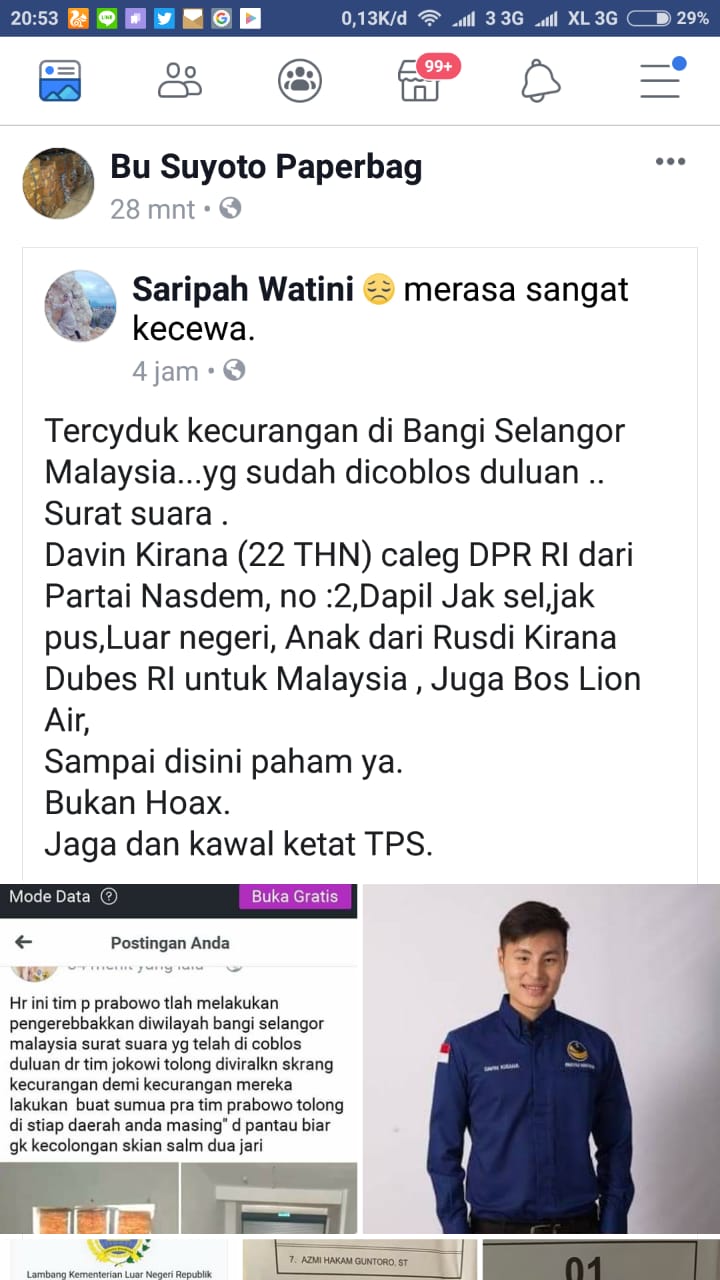 20:53 0,13K/d 3 3G XL 3G 29%
99+
Bu Suyoto Paperbag
28 mnt
Saripah Watini 😔 merasa sangat
kecewa.
4 jam
Tercyduk kecurangan di Bangi Selangor
Malaysia...yg sudah dicoblos duluan ..
Surat suara .
Davin Kirana (22 THN) caleg DPR RI dari
Partai Nasdem, no :2,Dapil Jak sel,jak
pus,Luar negeri, Anak dari Rusdi Kirana
Dubes RI untuk Malaysia , Juga Bos Lion
Air,
Sampai disini paham ya.
Bukan Hoax.
Jaga dan kawal ketat TPS.
Mode Data Buka Gratis
Postingan Anda
Hr ini tim p prabowo tlah melakukan
pengerebbakkan diwilayah bangi selangor
malaysia surat suara yg telah di coblos
duluan dr tim jokowi tolong diviralkn skrang
kecurangan demi kecurangan mereka
lakukan buat sumua pra tim prabowo tolong
di stiap daerah anda masing" d pantau biar
gk kecolongan skian salm dua jari
DAVIN KIRANA
Lambang Kementerian Luar Negeri Republik
7. AZMI HAKAM GUNTORO, ST
01